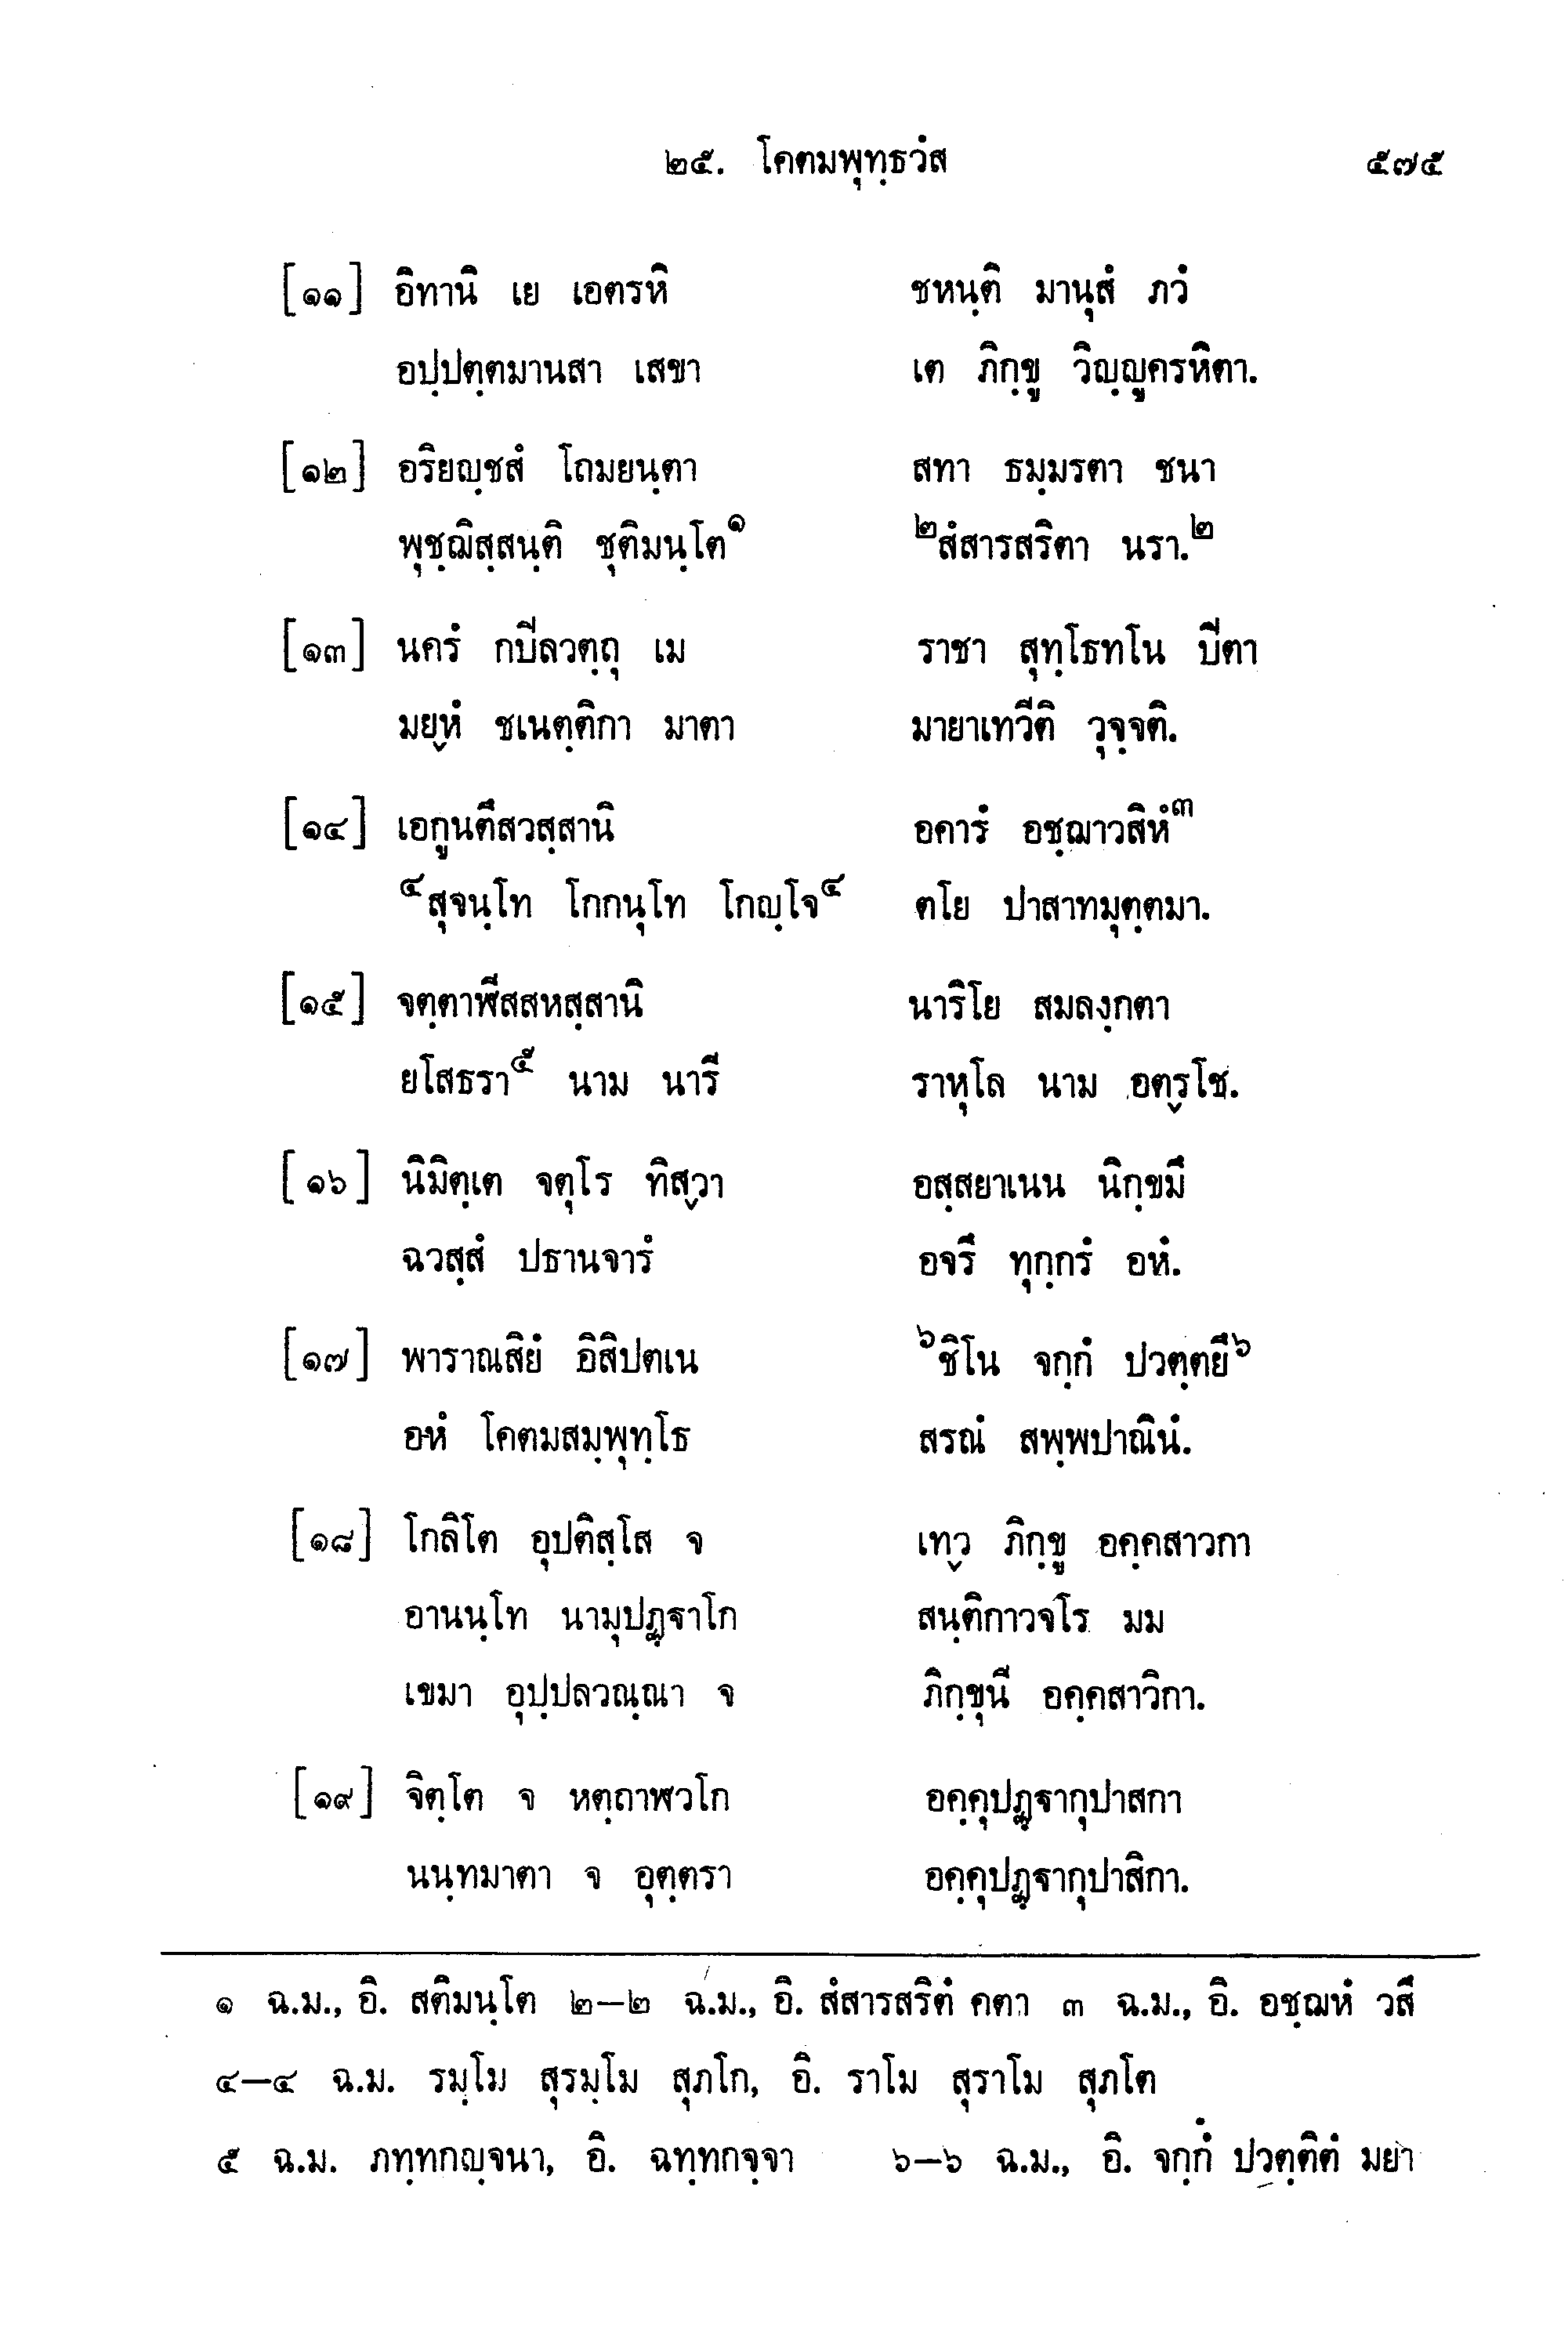 ๒๕. โคตมพุทฺธวํส ๕๗๕
[๑๑] อิทานิ เย เอตรหิ ชหนฺติ มานุสํ ภวํ
อปฺปตฺตมานสา เสขา เต ภิกฺขู วิญฺญูครหิตา.
[๑๒] อริยญฺชสํ โถมยนฺตา สทา ธมฺมรตา ชนา
พุชฺฌิสฺสนฺติ ชุติมนฺโต๑ ๒สํสารสริตา นรา.๒
[๑๓] นครํ กปิลวตฺถุ เม ราชา สุทฺโธทโน ปิตา
มยฺหํ ชเนตฺติกา มาตา มายาเทวีติ วุจฺจติ.
[๑๔] เอกูนตึสวสฺสานิ อคารํ อชฺฌาวสิหํ๓
๔สุจนฺโท โกกนุโท โกญฺโจ๔ ตโย ปาสาทมุตฺตมา.
[๑๕] จตฺตาฬีสสหสฺสานิ นาริโย สมลงฺกตา
ยโสธรา๕ นาม นารี ราหุโล นาม อตฺรโช.
[๑๖] นิมิตฺเต จตุโร ทิสฺวา อสฺสยาเนน นิกฺขมึ
ฉวสฺสํ ปธานจารํ อจรึ ทุกฺกรํ อหํ.
[๑๗] พาราณสิยํ อิสิปตเน ๖ชิโน จกฺกํ ปวตฺตยึ๖
อหํ โคตมสมฺพุทฺโธ สรณํ สพฺพปาณินํ.
[๑๘] โกลิโต อุปติสฺโส จ เทฺว ภิกฺขู อคฺคสาวกา
อานนฺโท นามุปฏฺฐาโก สนฺติกาวจโร มม
เขมา อุปฺปลวณฺณา จ ภิกฺขุนี อคฺคสาวิกา.
[๑๙] จิตฺโต จ หตฺถาฬวโก อคฺคุปฏฺฐากุปาสกา
นนฺทมาตา จ อุตฺตรา อคฺคุปฏฺฐากุปาสิกา.
๑ ฉ.ม., อิ. สติมนฺโต ๒–๒ ฉ.ม., อิ. สํสารสริตํ คตา ๓ ฉ.ม., อิ. อชฺฌหํ วสึ
๔–๔ ฉ.ม. รมฺโม สุรมฺโม สุภโก, อิ. ราโม สุราโม สุภโต
๕ ฉ.ม. ภทฺทกญฺจนา, อิ. ฉทฺทกจฺจา ๖–๖ ฉ.ม., อิ. จกฺกํ ปวตฺติตํ มยา